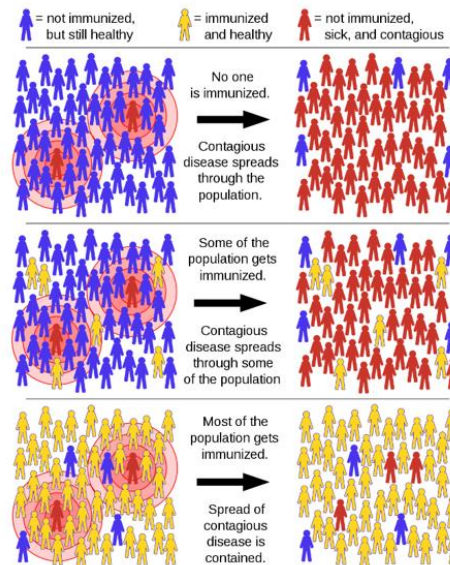 = not immunized,
but still healthy
= immunized
and healthy
= not immunized,
sick, and contagious
No one
is immunized.
Contagious
disease spreads
through the
population.
Some of the
population gets
immunized.
Contagious
disease spreads
through some
of the population
Most of the
population gets
immunized.
Spread of
contagious
disease is
contained.